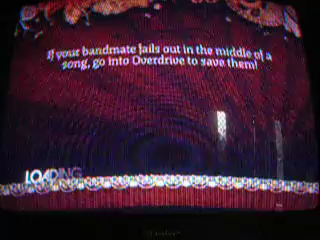 If your bandmate fails out in the middle of a
song, go into Overdrive to save them!
LOADING